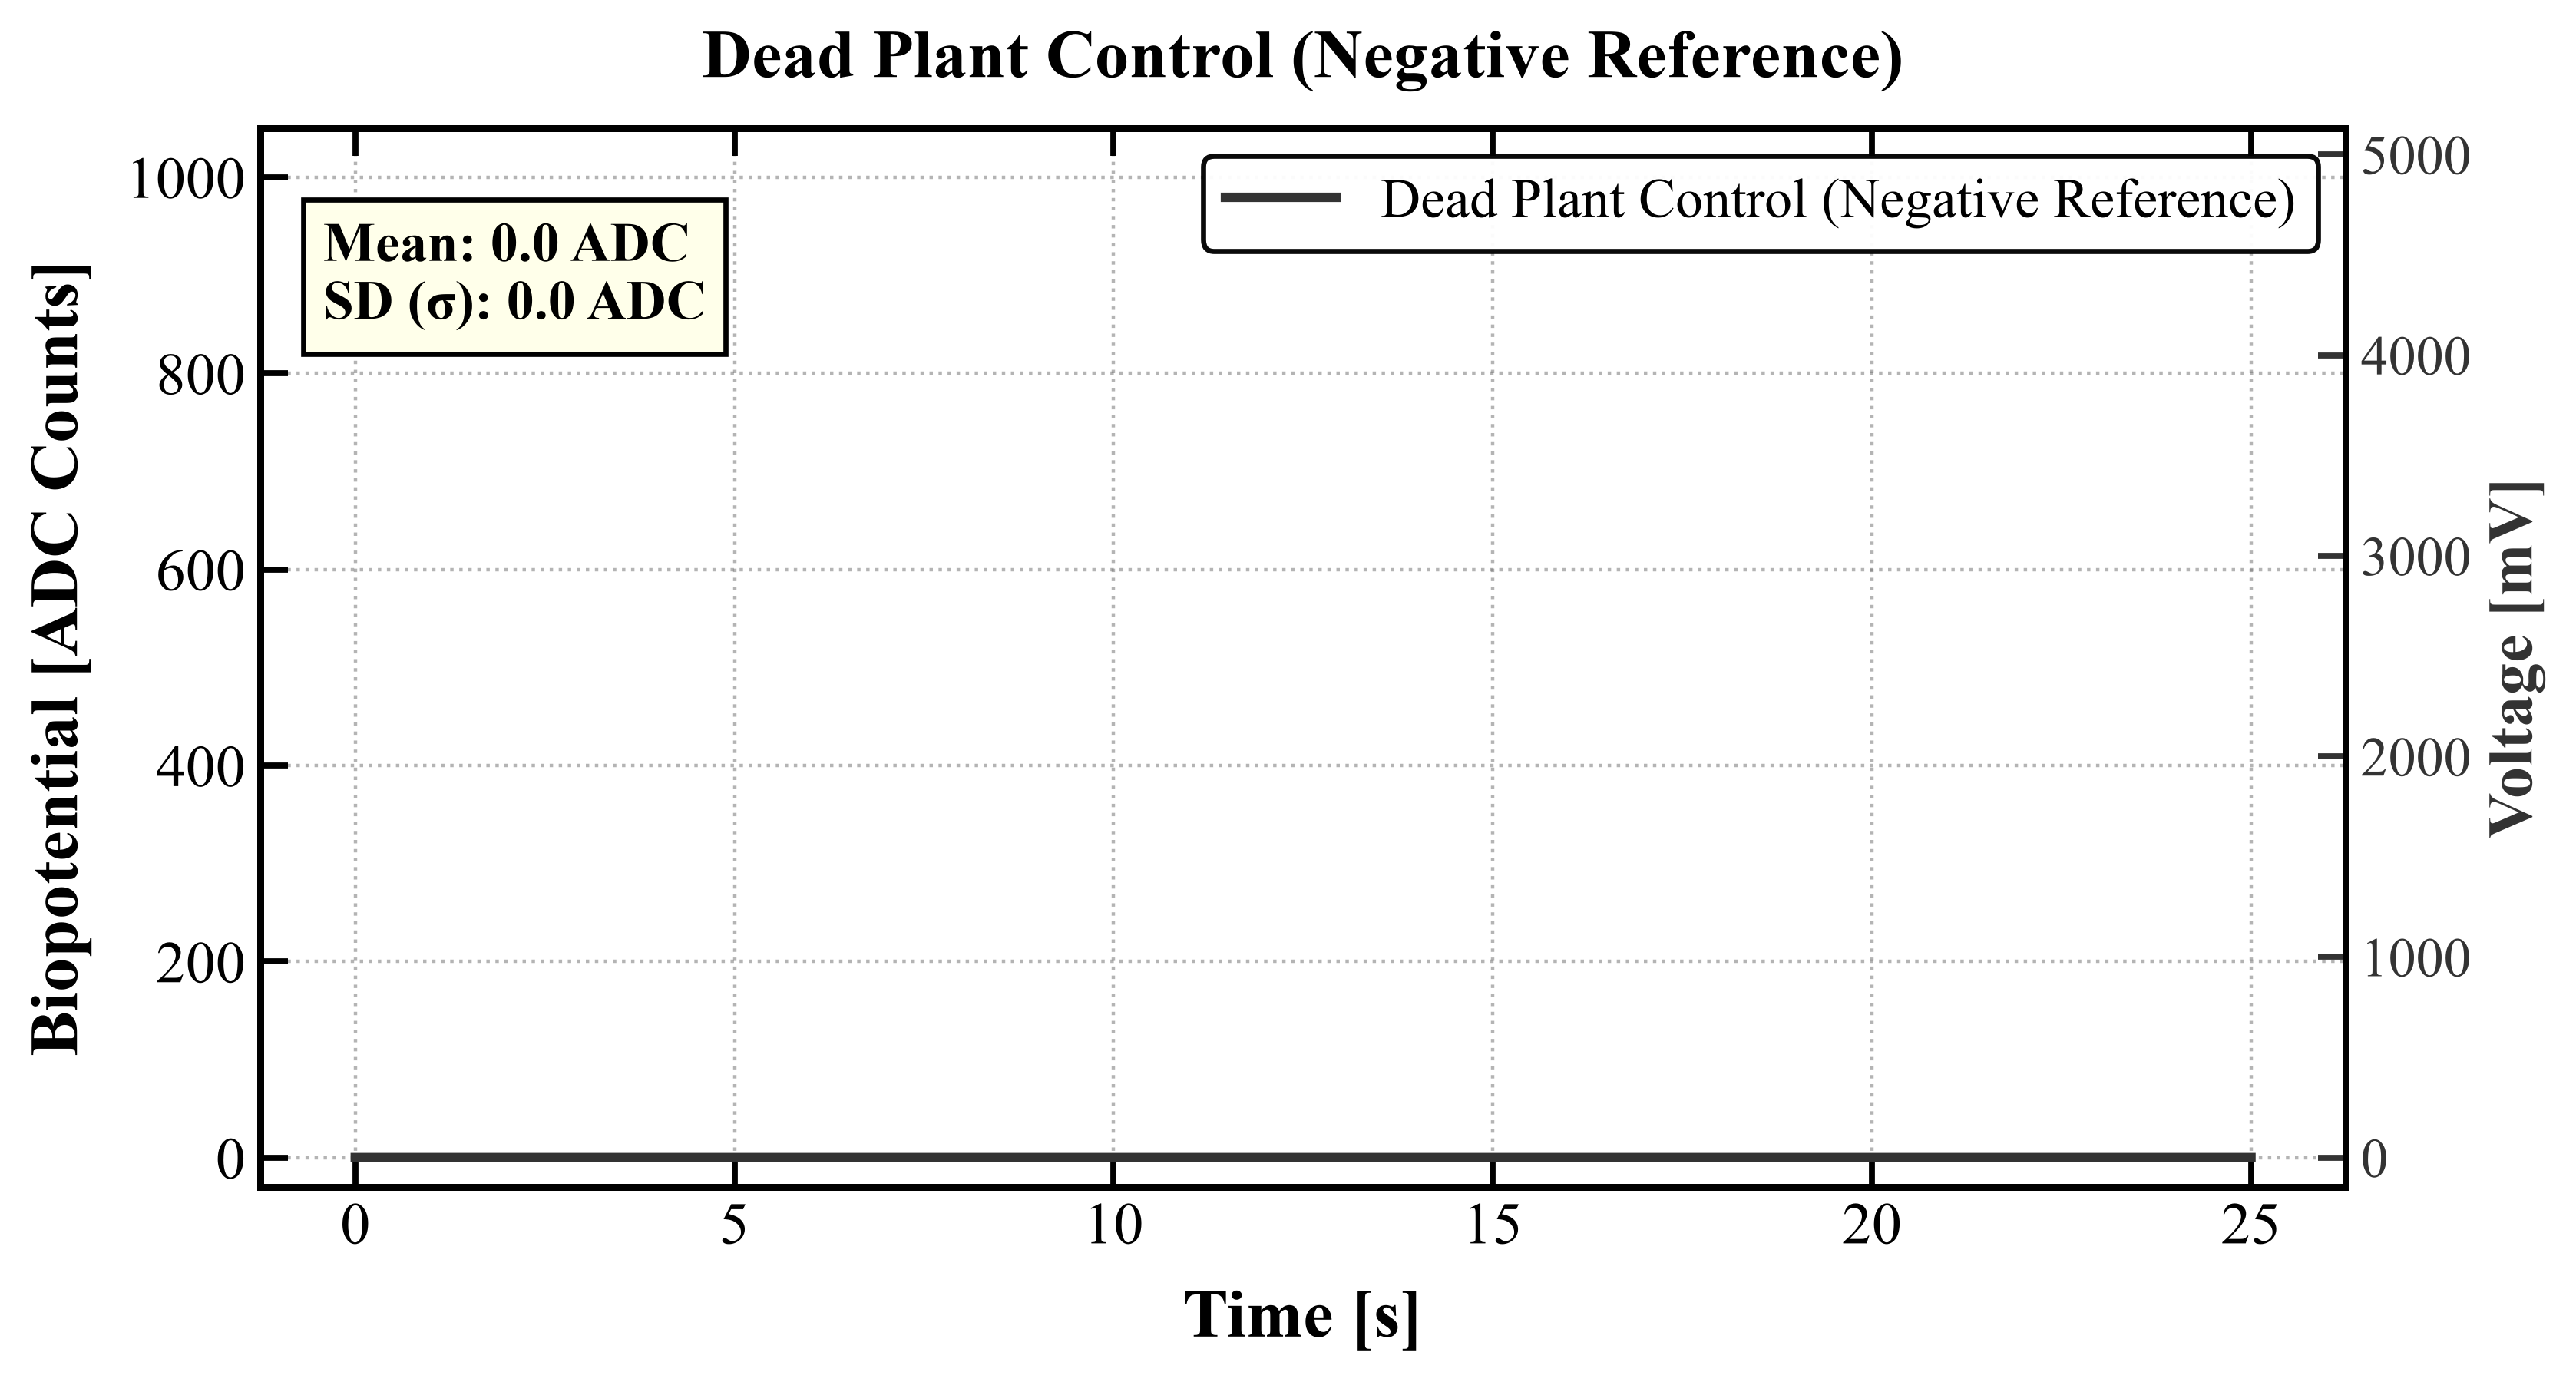 Dead Plant Control (Negative Reference)
Biopotential [ADC Counts]
1000
800
600
400
200
0
Mean: 0.0 ADC
SD (σ): 0.0 ADC
Dead Plant Control (Negative Reference)
5000
4000
3000
2000
1000
0
Voltage [mV]
0 5 10 15 20 25
Time [s]